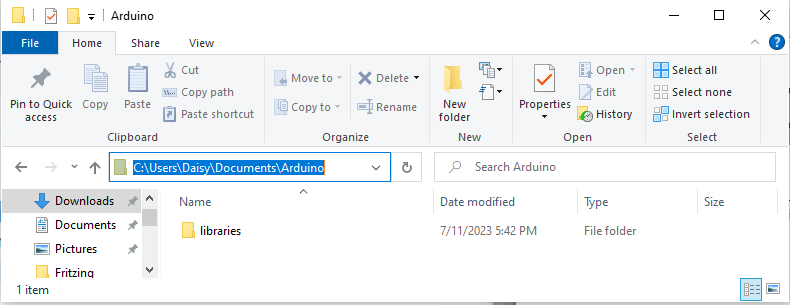 Arduino
File Home Share View
Pin to Quick access
Copy
Paste
Cut
Copy path
Paste shortcut
Clipboard
Move to
Copy to
Delete
Rename
Organize
New folder
New
Properties
Open
Edit
History
Open
Select all
Select none
Invert selection
Select
C:\Users\Daisy\Documents\Arduino
Search Arduino
Downloads
Documents
Pictures
Fritzing
Name Date modified Type Size
libraries 7/11/2023 5:42 PM File folder
1 item